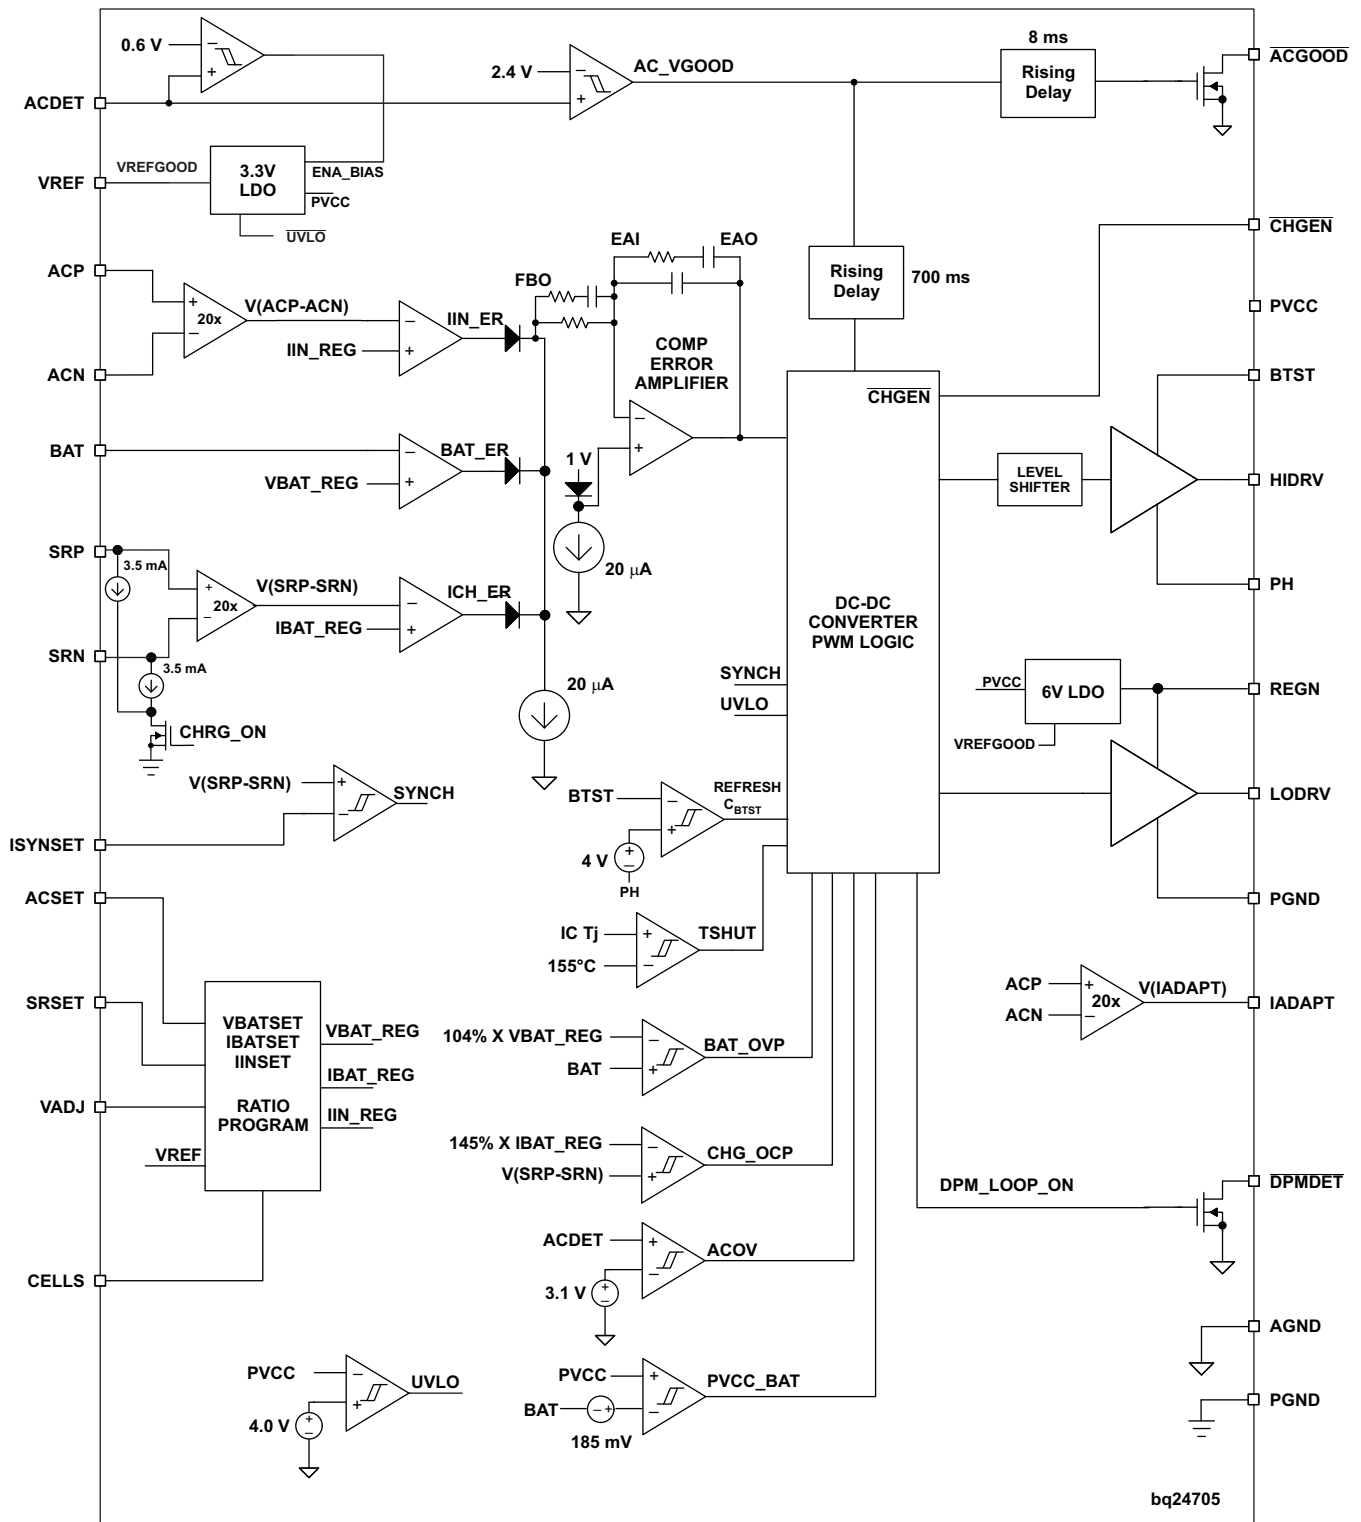 0.6 V
−
+
2.4 V
−
+
AC_VGOOD
8 ms
Rising
Delay
ACGOOD
ACDET
VREFGOOD
3.3V
LDO
ENA_BIAS
PVCC
UVLO
VREF
CHGEN
ACP
ACN
+
−
20x
V(ACP-ACN)
IIN_REG
−
+
IIN_ER
FBO
EAI
EAO
Rising
Delay
700 ms
PVCC
COMP
ERROR
AMPLIFIER
−
+
CHGEN
BTST
BAT
VBAT_REG
−
+
BAT_ER
1 V
20 µA
LEVEL
SHIFTER
HIDRV
PH
SRP
3.5 mA
+
−
20x
V(SRP-SRN)
IBAT_REG
−
+
ICH_ER
DC-DC
CONVERTER
PWM LOGIC
SRN
3.5 mA
CHRG_ON
20 µA
SYNCH
UVLO
PVCC
6V LDO
VREFGOOD
REGN
V(SRP-SRN)
+
−
SYNCH
ISYNSET
BTST
−
+
REFRESH
CBTST
4 V
+
−
PH
LODRV
PGND
ACSET
IC Tj
155°C
+
−
TSHUT
SRSET
VBATSET
IBATSET
IINSET
RATIO
PROGRAM
VBAT_REG
IBAT_REG
IIN_REG
VADJ
VREF
CELLS
ACP
ACN
+
−
20x
V(IADAPT)
IADAPT
104% X VBAT_REG
BAT
−
+
BAT_OVP
145% X IBAT_REG
V(SRP-SRN)
−
+
CHG_OCP
DPM_LOOP_ON
DPMDET
ACDET
3.1 V
+
−
+
−
ACOV
AGND
PVCC
4.0 V
+
−
−
+
UVLO
PVCC
BAT
− +
185 mV
+
−
PVCC_BAT
PGND
bq24705